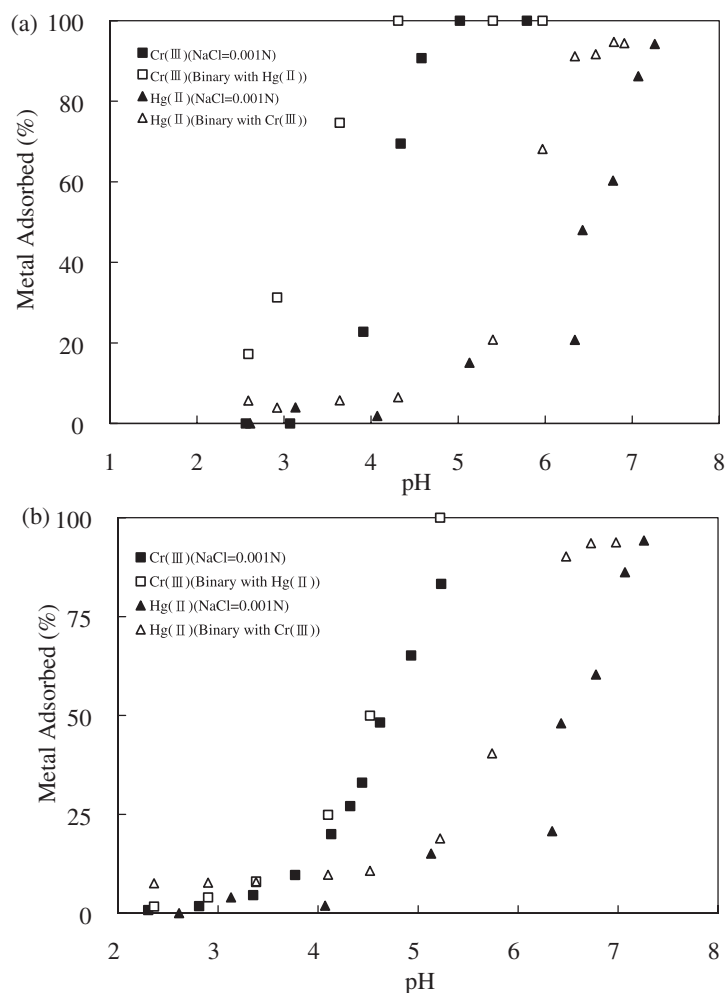 (a)
100
80
60
40
20
0
Metal Adsorbed (%)
Cr(Ⅲ)(NaCl=0.001N)
Cr(Ⅲ)(Binary with Hg(Ⅱ))
Hg(Ⅱ)(NaCl=0.001N)
Hg(Ⅱ)(Binary with Cr(Ⅲ))
1 2 3 4 5 6 7 8
pH
(b)
100
75
50
25
0
Metal Adsorbed (%)
Cr(Ⅲ)(NaCl=0.001N)
Cr(Ⅲ)(Binary with Hg(Ⅱ))
Hg(Ⅱ)(NaCl=0.001N)
Hg(Ⅱ)(Binary with Cr(Ⅲ))
2 3 4 5 6 7 8
pH